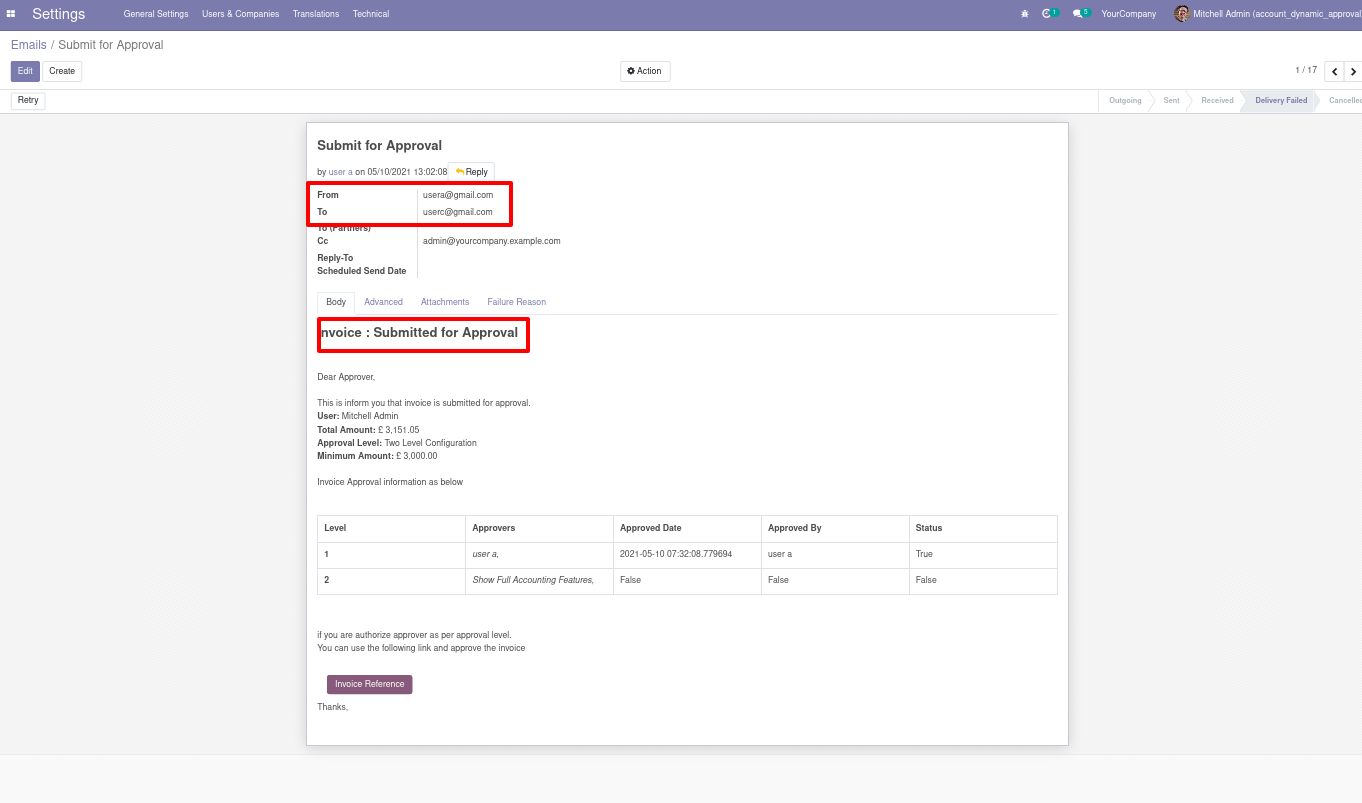 Settings General Settings Users & Companies Translations Technical 1 5 YourCompany Mitchell Admin (account_dynamic_approval
Emails / Submit for Approval
Edit Create Action 1 / 17
Retry Outgoing Sent Received Delivery Failed Cancelled
Submit for Approval
by user a on 05/10/2021 13:02:08 Reply
From usera@gmail.com
To userc@gmail.com
To (Partners)
Cc admin@yourcompany.example.com
Reply-To
Scheduled Send Date
Body Advanced Attachments Failure Reason
nvoice : Submitted for Approval
Dear Approver,
This is inform you that invoice is submitted for approval.
User: Mitchell Admin
Total Amount: £ 3,151.05
Approval Level: Two Level Configuration
Minimum Amount: £ 3,000.00
Invoice Approval information as below
Level Approvers Approved Date Approved By Status
1 user a, 2021-05-10 07:32:08.779694 user a True
2 Show Full Accounting Features, False False False
if you are authorize approver as per approval level.
You can use the following link and approve the invoice
Invoice Reference
Thanks,